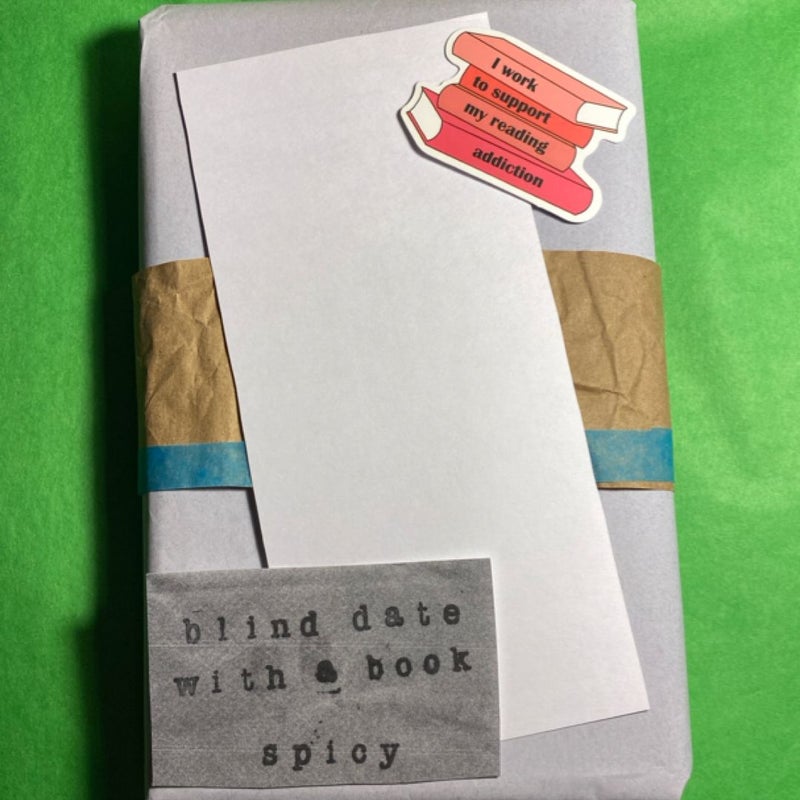 I work
to support
my reading
addiction
blind date
with a book
spicy